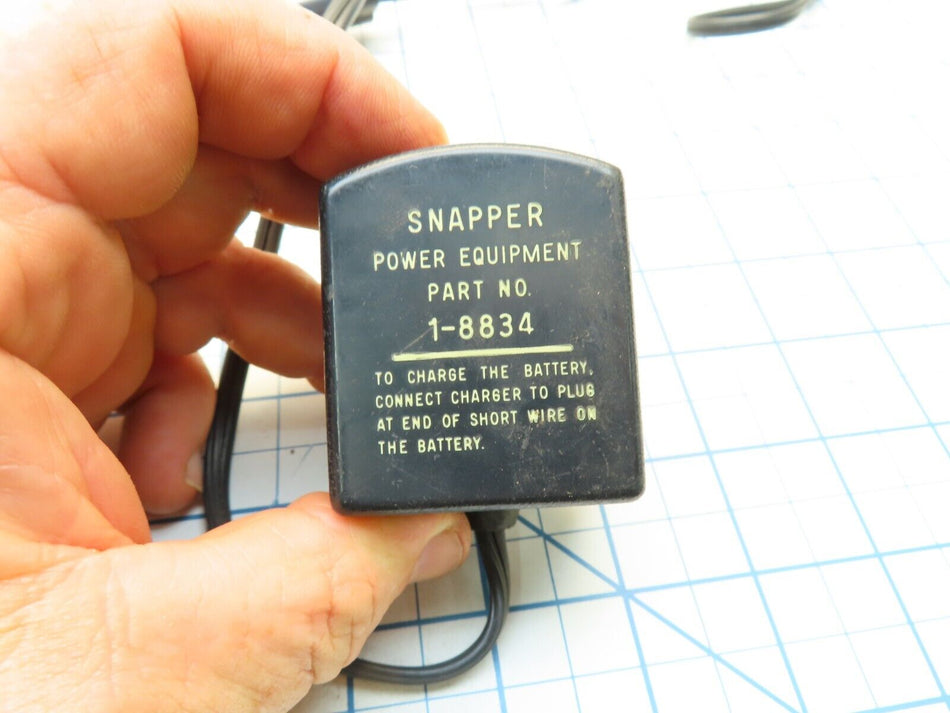 SNAPPER
POWER EQUIPMENT
PART NO.
1-8834
TO CHARGE THE BATTERY,
CONNECT CHARGER TO PLUG
AT END OF SHORT WIRE ON
THE BATTERY.